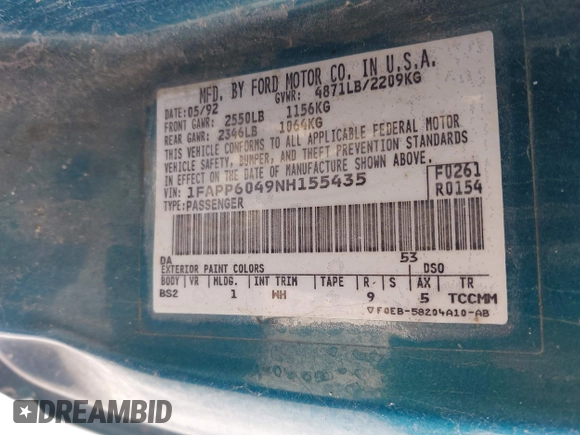 MFD. BY FORD MOTOR CO. IN U.S.A.
DATE: 05/92 GVWR: 4871LB/2209KG
FRONT GAWR: 2550LB 1156KG
REAR GAWR: 2346LB 1064KG
THIS VEHICLE CONFORMS TO ALL APPLICABLE FEDERAL MOTOR
VEHICLE SAFETY, BUMPER, AND THEFT PREVENTION STANDARDS
IN EFFECT ON THE DATE OF MANUFACTURE SHOWN ABOVE.
VIN: 1FAPP6049NH155435 F0261
TYPE: PASSENGER R0154
DA 53
EXTERIOR PAINT COLORS DSO
BODY VR MLDG. INT TRIM TAPE R S AX TR
BS2 1 WH 9 5 TCCMM
▽F0EB-58204A10-AB
DREAMBID